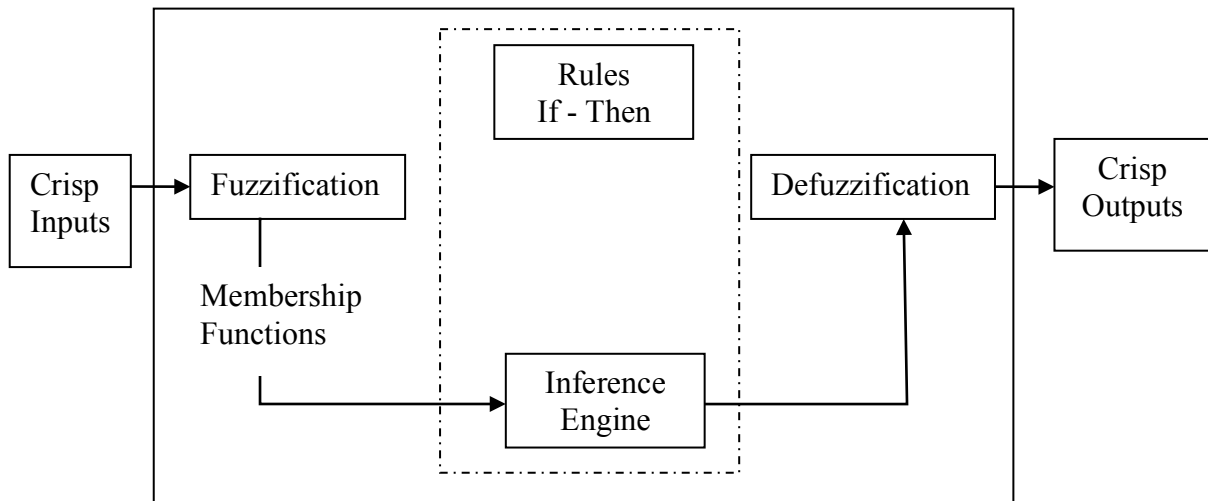 Rules
If - Then
Crisp
Inputs
Fuzzification
Defuzzification
Crisp
Outputs
Membership
Functions
Inference
Engine